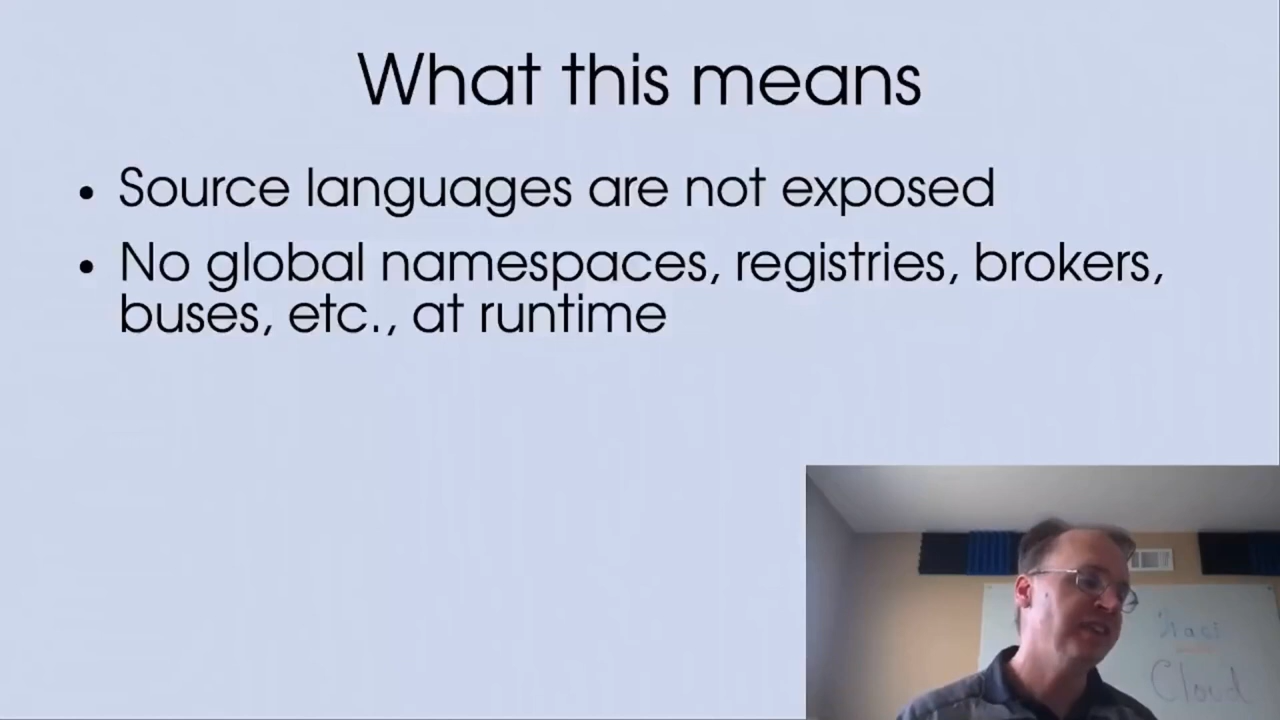 What this means
• Source languages are not exposed
• No global namespaces, registries, brokers,
buses, etc., at runtime
Cloud